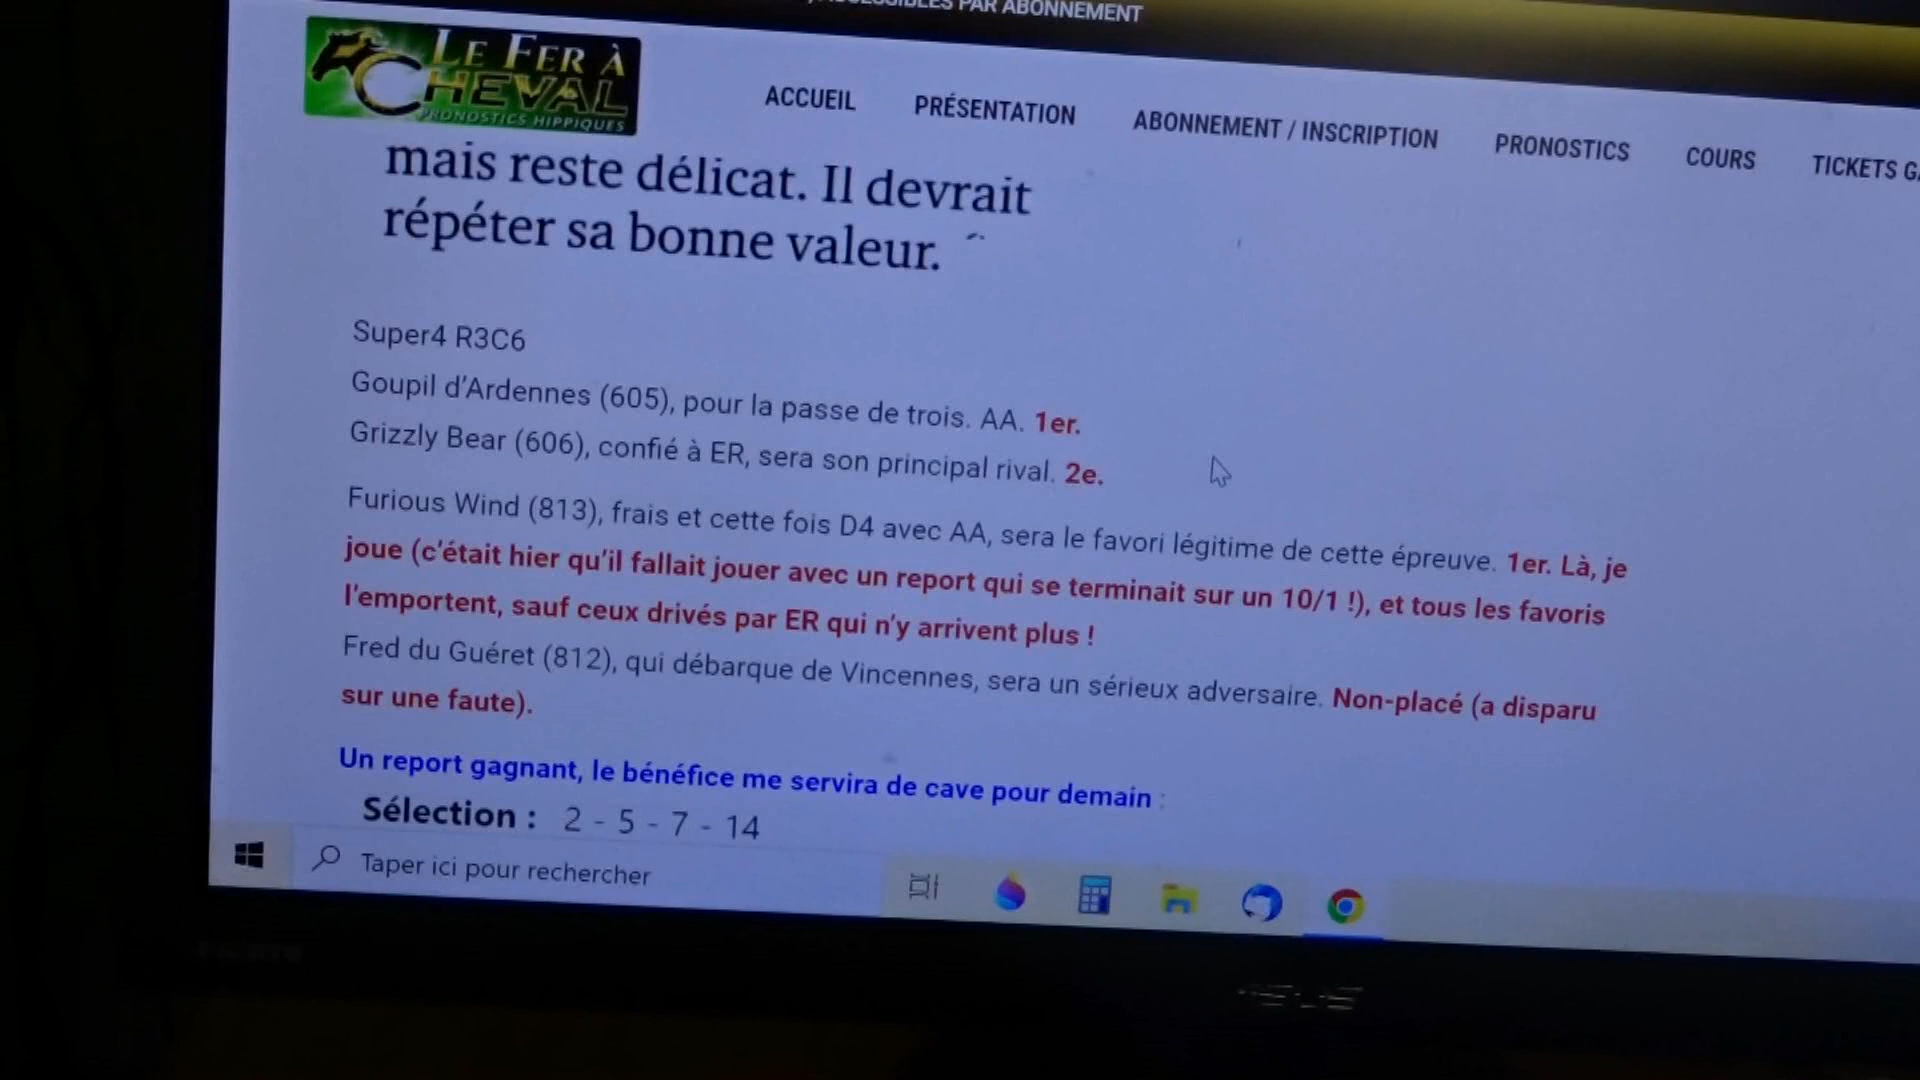 ACCESSIBLES PAR ABONNEMENT
LE FER À
CHEVAL
PRONOSTICS HIPPIQUES
ACCUEIL PRÉSENTATION ABONNEMENT / INSCRIPTION PRONOSTICS COURS TICKETS
mais reste délicat. Il devrait
répéter sa bonne valeur.
Super4 R3C6
Goupil d'Ardennes (605), pour la passe de trois. AA. 1er.
Grizzly Bear (606), confié à ER, sera son principal rival. 2e.
Furious Wind (813), frais et cette fois D4 avec AA, sera le favori légitime de cette épreuve. 1er. Là, je
joue (c'était hier qu'il fallait jouer avec un report qui se terminait sur un 10/1 !), et tous les favoris
l'emportent, sauf ceux drivés par ER qui n'y arrivent plus !
Fred du Guéret (812), qui débarque de Vincennes, sera un sérieux adversaire. Non-placé (a disparu
sur une faute).
Un report gagnant, le bénéfice me servira de cave pour demain :
Sélection : 2 - 5 - 7 - 14
Taper ici pour rechercher
ASUS